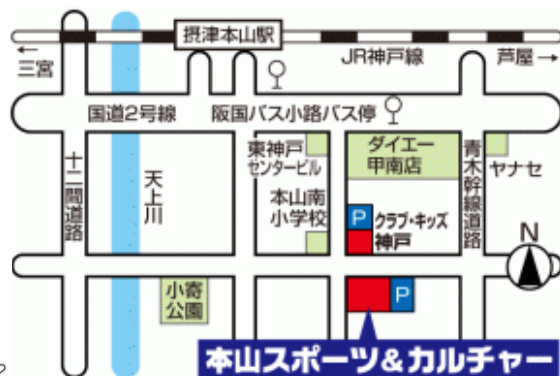 摂津本山駅
←
三宮
JR神戸線
芦屋→
国道2号線
阪国バス小路バス停
東神戸
センタービル
ダイエー
甲南店
ヤナセ
青木幹線道路
十二間道路
天上川
本山南
小学校
P
クラブ・キッズ
神戸
N
小寄
公園
P
本山スポーツ&カルチャー